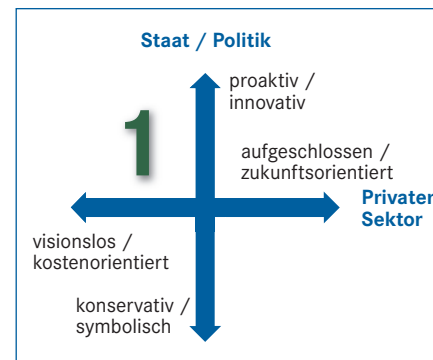 Staat / Politik
proaktiv /
innovativ
1
aufgeschlossen /
zukunftsorientiert
Privater
Sektor
visionslos /
kostenorientiert
konservativ /
symbolisch